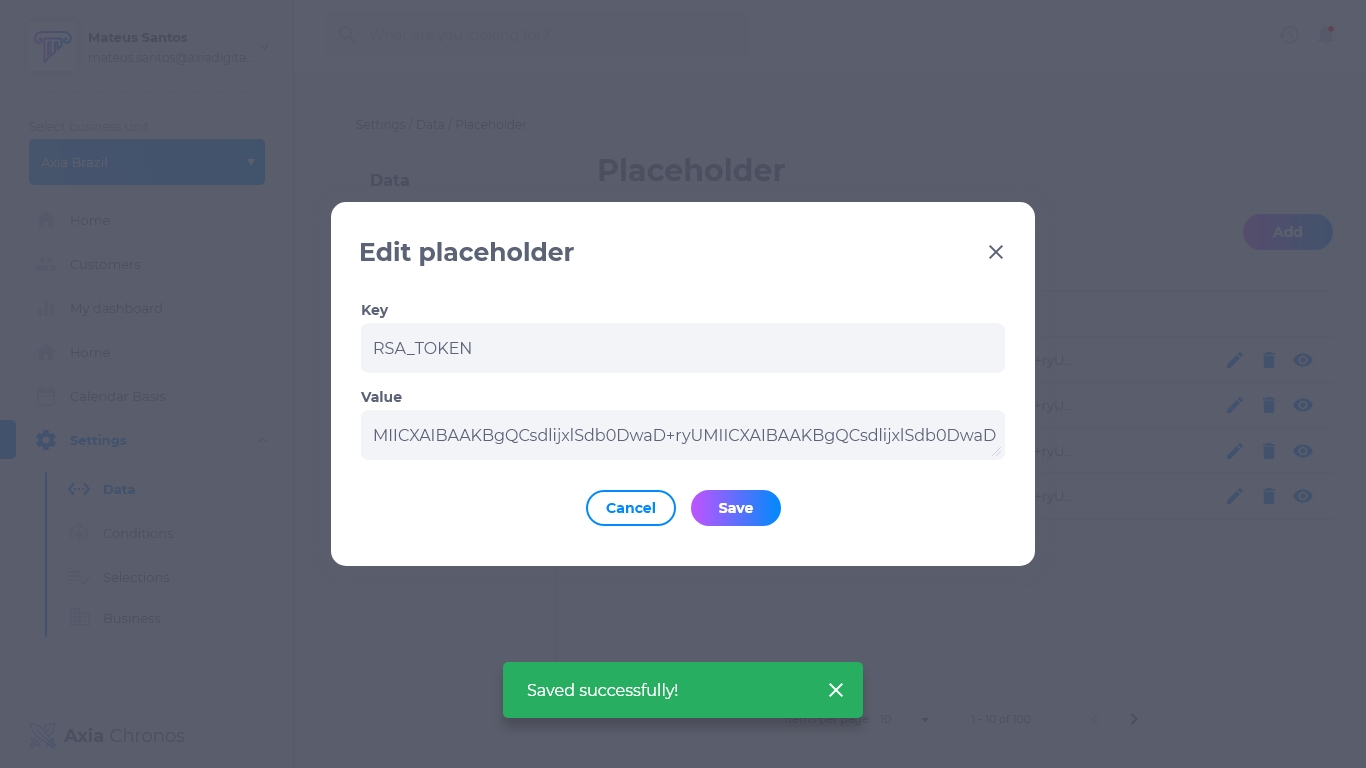 Mateus Santos
mateus.santos@axiadigita...
What are you looking for?
Select business unit
Axia Brazil
Home
Customers
My dashboard
Home
Calendar Basis
Settings
Data
Conditions
Selections
Business
Axia Chronos
Settings / Data / Placeholder
Data
Placeholder
Add
+ryU...
+ryU...
+ryU...
+ryU...
Edit placeholder
Key
RSA_TOKEN
Value
MIICXAIBAAKBgQCsdlijxlSdb0DwaD+ryUMIICXAIBAAKBgQCsdlijxlSdb0DwaD
Cancel
Save
Saved successfully!
Items per page 10
1 - 10 of 100